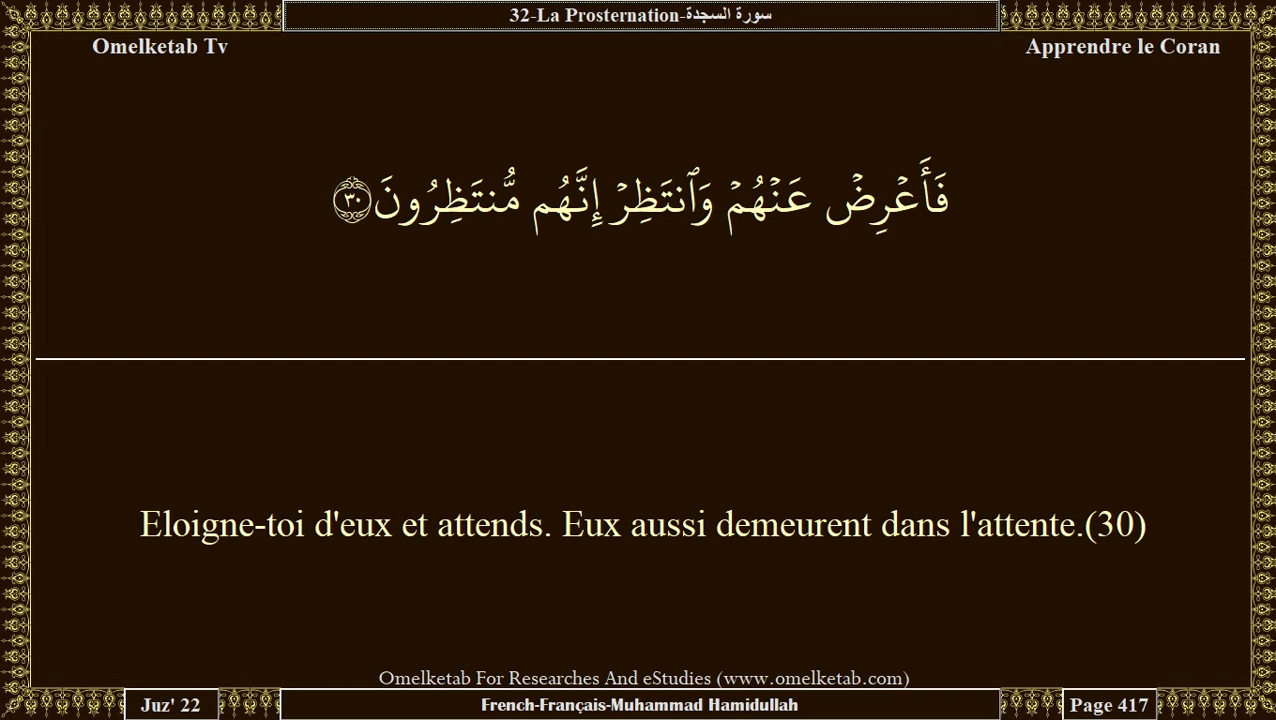 32-La Prosternation-سورة السجدة
Omelketab Tv
Apprendre le Coran
فَأَعۡرِضۡ عَنۡهُمۡ وَٱنتَظِرۡ إِنَّهُم مُّنتَظِرُونَ ٣٠
Eloigne-toi d'eux et attends. Eux aussi demeurent dans l'attente.(30)
Omelketab For Researches And eStudies (www.omelketab.com)
Juz' 22
French-Français-Muhammad Hamidullah
Page 417